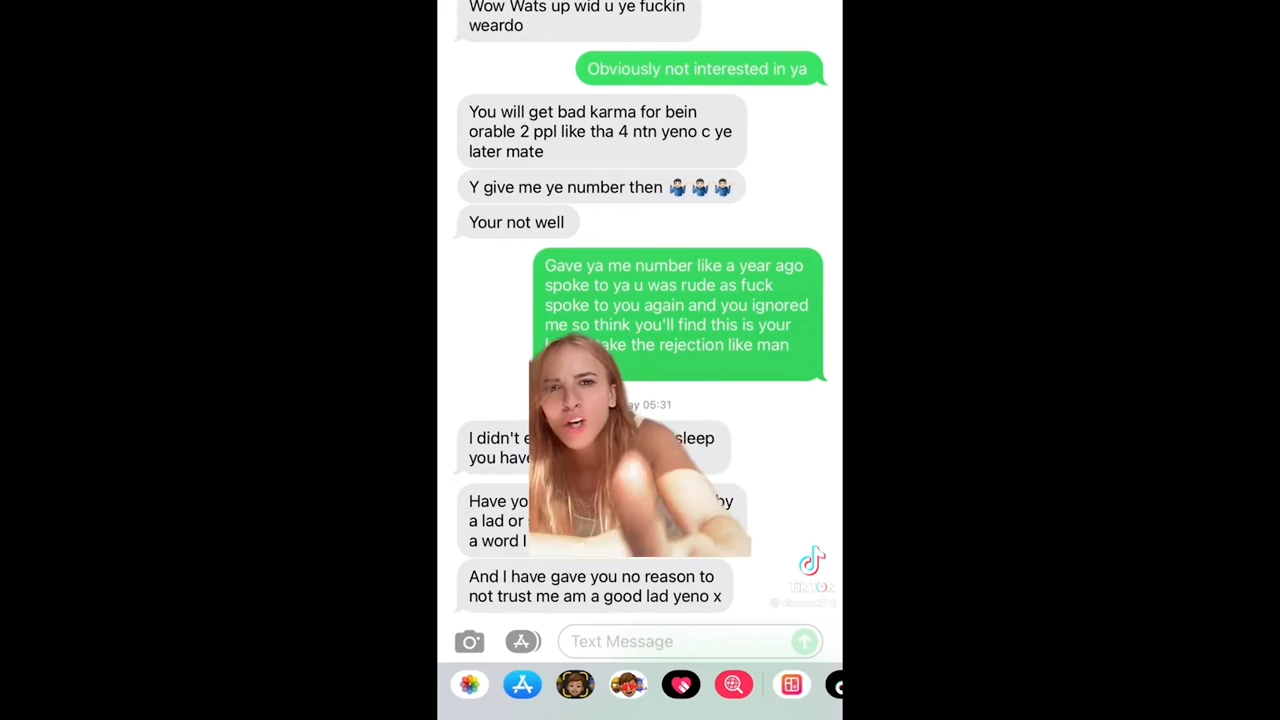 Wow Wats up wid u ye fuckin
weardo
Obviously not interested in ya
You will get bad karma for bein
orable 2 ppl like tha 4 ntn yeno c ye
later mate
Y give me ye number then 🤷🏻‍♂️ 🤷🏻‍♂️ 🤷🏻‍♂️
Your not well
Gave ya me number like a year ago
spoke to ya u was rude as fuck
spoke to you again and you ignored
me so think you'll find this is your
take the rejection like man
05:31
I didn't sleep
you have
Have by
a lad or
a word I
And I have gave you no reason to
not trust me am a good lad yeno x
TikTok
Text Message